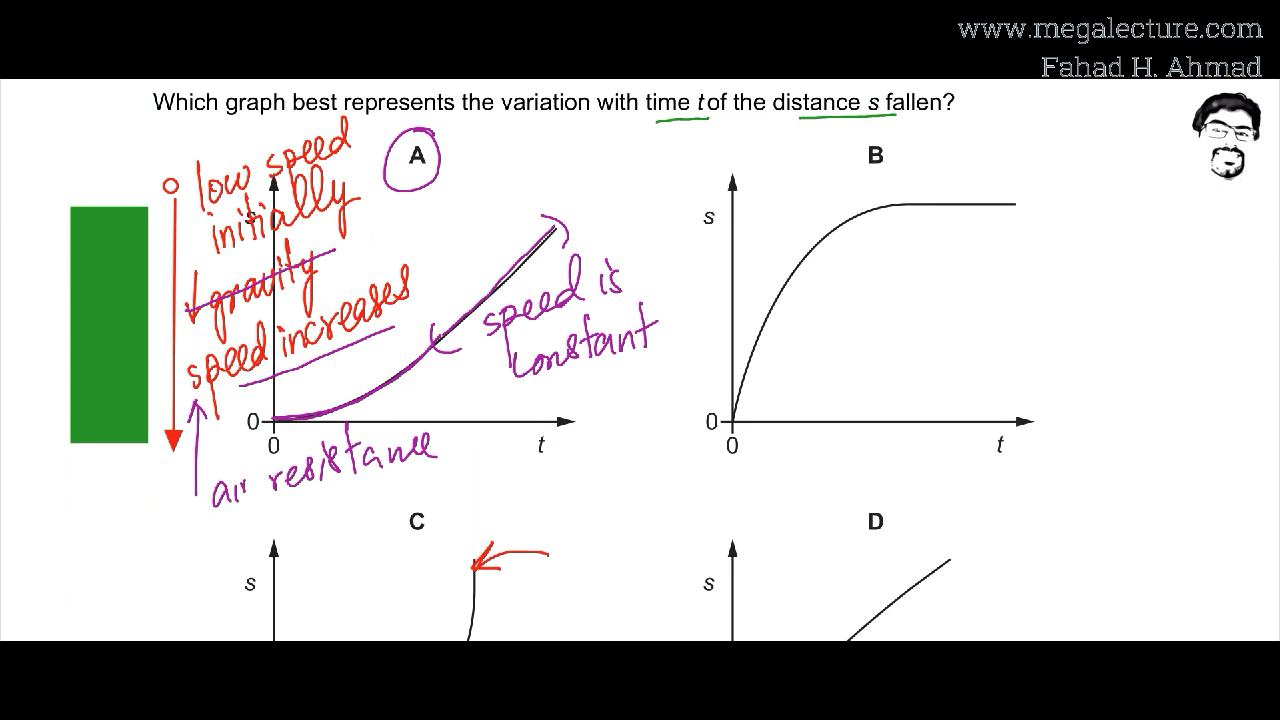 www.megalecture.com
Fahad H. Ahmad
Which graph best represents the variation with time t of the distance s fallen?
A
B
low speed
initially
s
s
gravity
speed increases
speed is
constant
0
0
0
t
0
t
air resistance
C
D
s
s